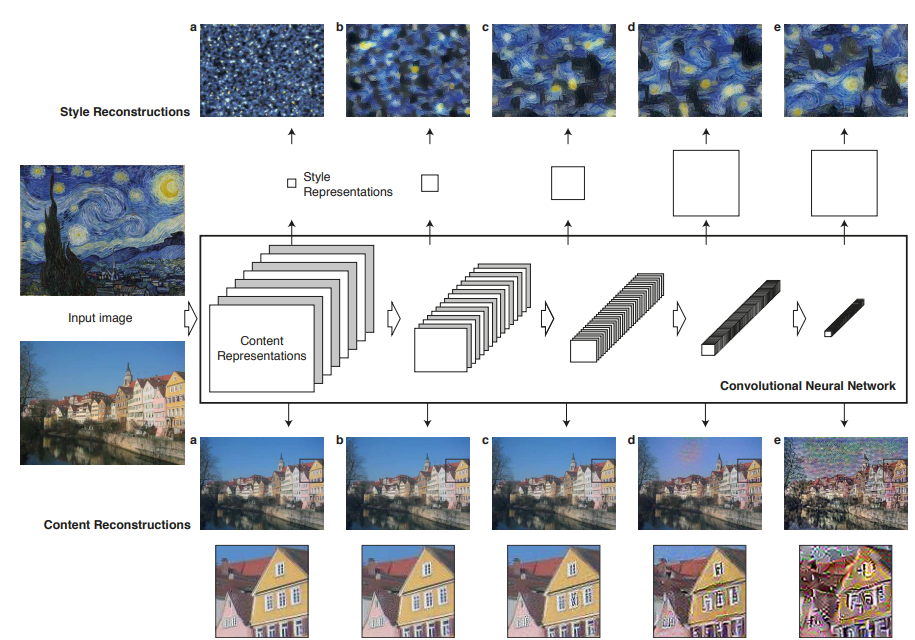 a b c d e
Style Reconstructions
Style
Representations
Input image
Content
Representations
Convolutional Neural Network
a b c d e
Content Reconstructions